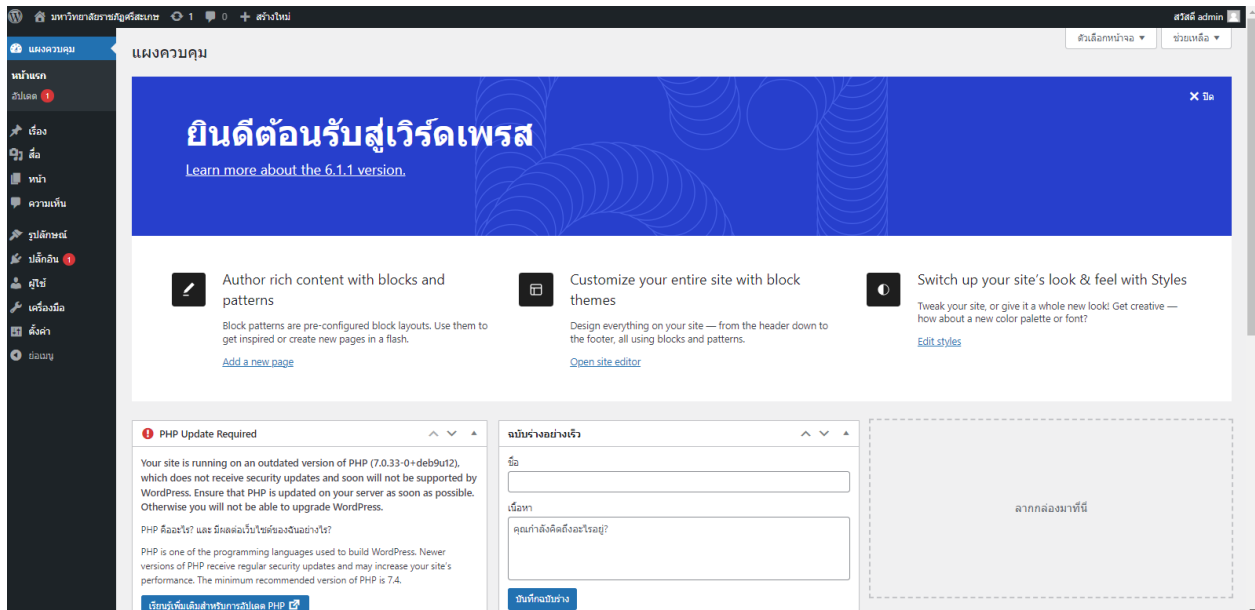 มหาวิทยาลัยราชภัฏศรีสะเกษ 1 0 สร้างใหม่ สวัสดี admin
แผงควบคุม
หน้าแรก
อัปเดต 1
เรื่อง
สื่อ
หน้า
ความเห็น
รูปลักษณ์
ปลั๊กอิน 1
ผู้ใช้
เครื่องมือ
ตั้งค่า
ย่อเมนู
ตัวเลือกหน้าจอ ช่วยเหลือ
แผงควบคุม
ปิด
ยินดีต้อนรับสู่เวิร์ดเพรส
Learn more about the 6.1.1 version.
Author rich content with blocks and
patterns
Block patterns are pre-configured block layouts. Use them to
get inspired or create new pages in a flash.
Add a new page
Customize your entire site with block
themes
Design everything on your site — from the header down to
the footer, all using blocks and patterns.
Open site editor
Switch up your site's look & feel with Styles
Tweak your site, or give it a whole new look! Get creative —
how about a new color palette or font?
Edit styles
PHP Update Required
Your site is running on an outdated version of PHP (7.0.33-0+deb9u12),
which does not receive security updates and soon will not be supported by
WordPress. Ensure that PHP is updated on your server as soon as possible.
Otherwise you will not be able to upgrade WordPress.
PHP คืออะไร? และ มีผลต่อเว็บไซต์ของฉันอย่างไร?
PHP is one of the programming languages used to build WordPress. Newer
versions of PHP receive regular security updates and may increase your site's
performance. The minimum recommended version of PHP is 7.4.
เรียนรู้เพิ่มเติมสำหรับการอัปเดต PHP
ฉบับร่างอย่างเร็ว
ชื่อ
เนื้อหา
คุณกำลังคิดถึงอะไรอยู่?
บันทึกฉบับร่าง
ลากกล่องมาที่นี่